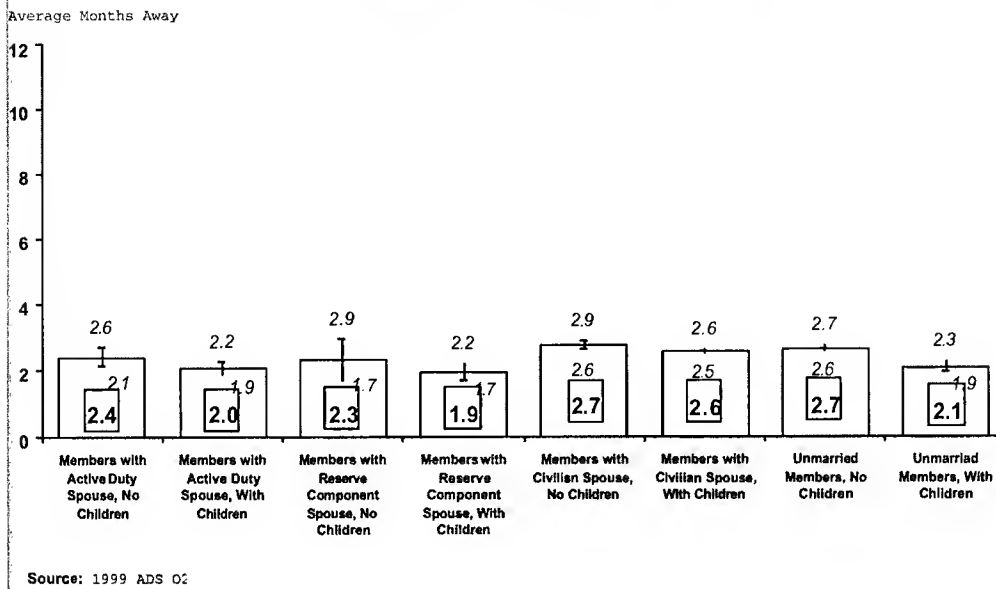 Average Months Away
12
10
8
6
4
2
0
2.6
2.1
2.4
2.2
1.9
2.0
2.9
1.7
2.3
2.2
1.7
1.9
2.9
2.6
2.7
2.6
2.5
2.6
2.7
2.6
2.7
2.3
1.9
2.1
Members with
Active Duty
Spouse, No
Children
Members with
Active Duty
Spouse, With
Children
Members with
Reserve
Component
Spouse, No
Children
Members with
Reserve
Component
Spouse, With
Children
Members with
Civilian Spouse,
No Children
Members with
Civilian Spouse,
With Children
Unmarried
Members, No
Children
Unmarried
Members, With
Children
Source: 1999 ADS Q2